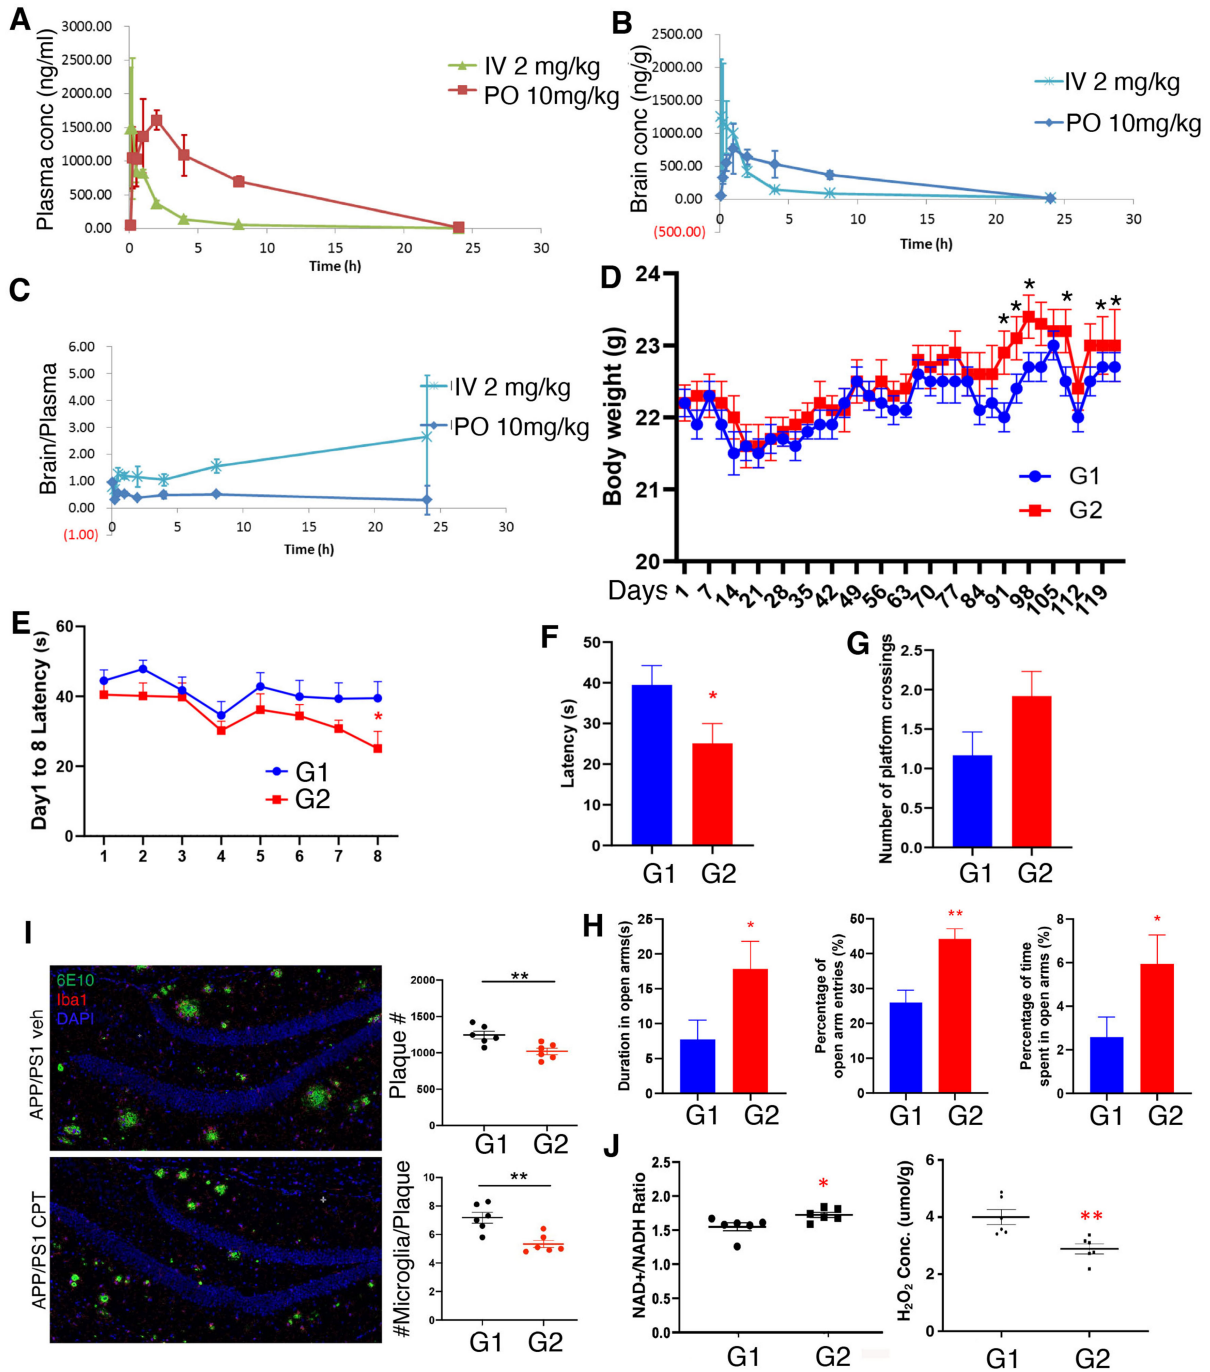 A
Plasma conc (ng/ml)
3000.00
2500.00
2000.00
1500.00
1000.00
500.00
0.00
0 5 10 15 20 25 30
Time (h)
IV 2 mg/kg
PO 10mg/kg
B
Brain conc (ng/g)
2500.00
2000.00
1500.00
1000.00
500.00
0.00
(500.00)
0 5 10 15 20 25 30
Time (h)
IV 2 mg/kg
PO 10mg/kg
C
Brain/Plasma
6.00
5.00
4.00
3.00
2.00
1.00
0.00
(1.00)
0 5 10 15 20 25 30
Time (h)
IV 2 mg/kg
PO 10mg/kg
D
Body weight (g)
24
23
22
21
20
* * * * * *
G1
G2
Days 1 7 14 21 28 35 42 49 56 63 70 77 84 91 98 105 112 119
E
Day1 to 8 Latency (s)
60
40
20
0
*
G1
G2
1 2 3 4 5 6 7 8
F
Latency (s)
50
40
30
20
10
0
*
G1 G2
G
Number of platform crossings
2.5
2.0
1.5
1.0
0.5
0.0
G1 G2
H
Duration in open arms(s)
25
20
15
10
5
0
*
G1 G2
Percentage of
open arm entries (%)
50
40
30
20
10
0
**
G1 G2
Percentage of time
spent in open arms (%)
8
6
4
2
0
*
G1 G2
I
APP/PS1 veh
6E10
Iba1
DAPI
APP/PS1 CPT
Plaque #
2000
1500
1000
500
0
**
G1 G2
#Microglia/Plaque
10
8
6
4
2
0
**
G1 G2
J
NAD+/NADH Ratio
2.5
2.0
1.5
1.0
0.5
0.0
*
G1 G2
H₂O₂ Conc. (umol/g)
6
4
2
0
**
G1 G2